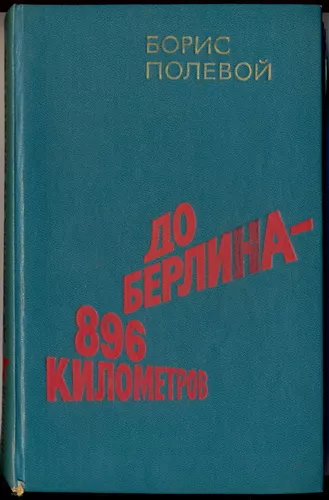 БОРИС
ПОЛЕВОЙ
ДО
БЕРЛИНА–
896
КИЛОМЕТРОВ